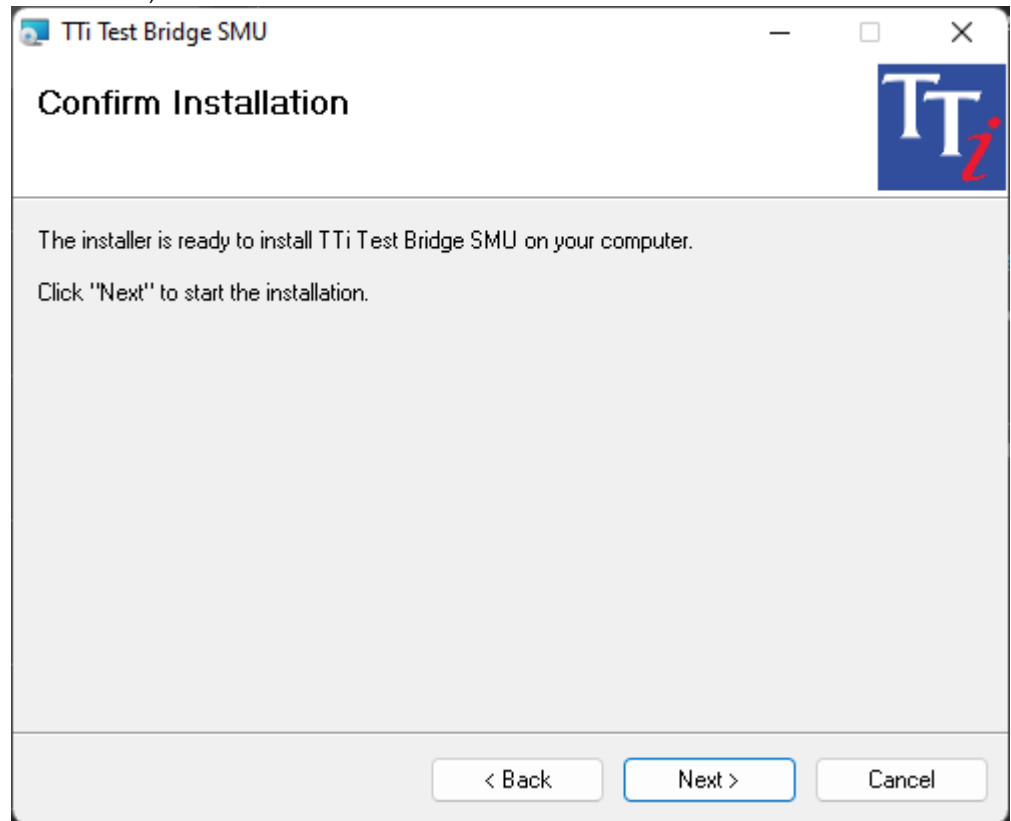 TTi Test Bridge SMU
Confirm Installation
TTi
The installer is ready to install TTi Test Bridge SMU on your computer.
Click "Next" to start the installation.
< Back
Next >
Cancel